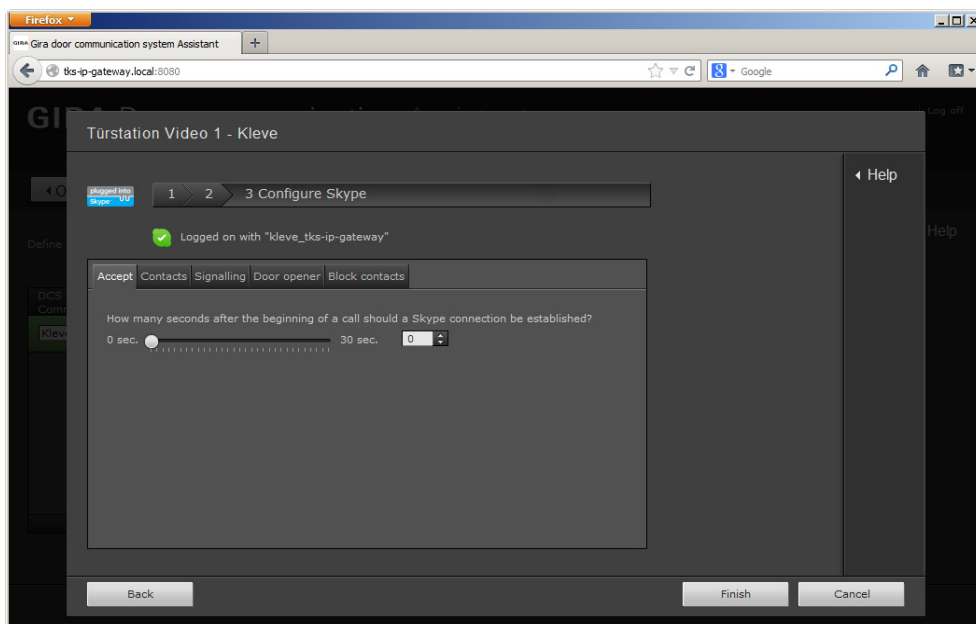 Firefox
GIRA Gira door communication system Assistant
tks-ip-gateway.local:8080
Google
Log off
Türstation Video 1 - Kleve
Help
plugged into
Skype
1 2 3 Configure Skype
Logged on with "kleve_tks-ip-gateway"
Define
Help
Accept Contacts Signalling Door opener Block contacts
DCS
How many seconds after the beginning of a call should a Skype connection be established?
0 sec. 30 sec. 0
Back Finish Cancel